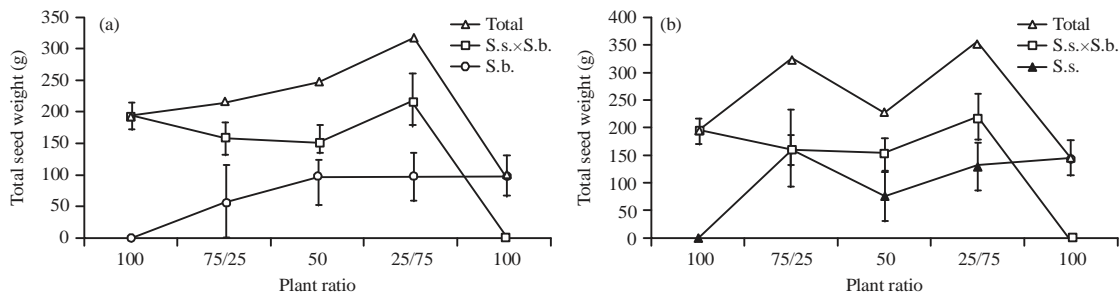 (a)
Total seed weight (g)
350
300
250
200
150
100
50
0
100 75/25 50 25/75 100
Plant ratio
Total
S.s.×S.b.
S.b.
(b)
Total seed weight (g)
400
350
300
250
200
150
100
50
0
100 75/25 50 25/75 100
Plant ratio
Total
S.s.×S.b.
S.s.